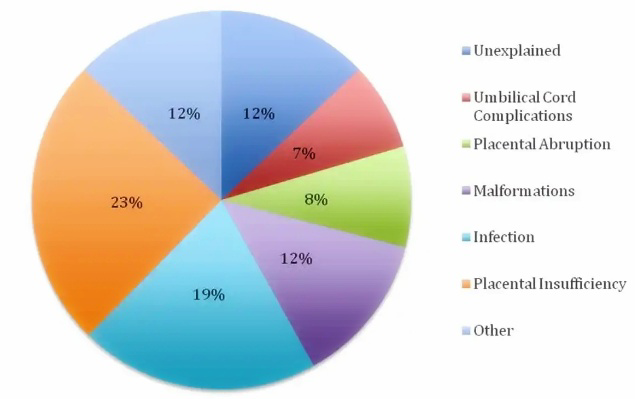 12%
12%
7%
8%
23%
12%
19%
Unexplained
Umbilical Cord
Complications
Placental Abruption
Malformations
Infection
Placental Insufficiency
Other